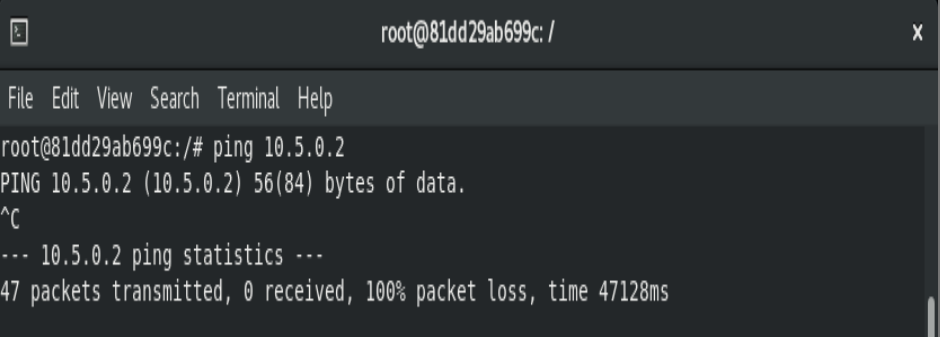 root@81dd29ab699c: /
x
File Edit View Search Terminal Help
root@81dd29ab699c:/# ping 10.5.0.2
PING 10.5.0.2 (10.5.0.2) 56(84) bytes of data.
^C
--- 10.5.0.2 ping statistics ---
47 packets transmitted, 0 received, 100% packet loss, time 47128ms